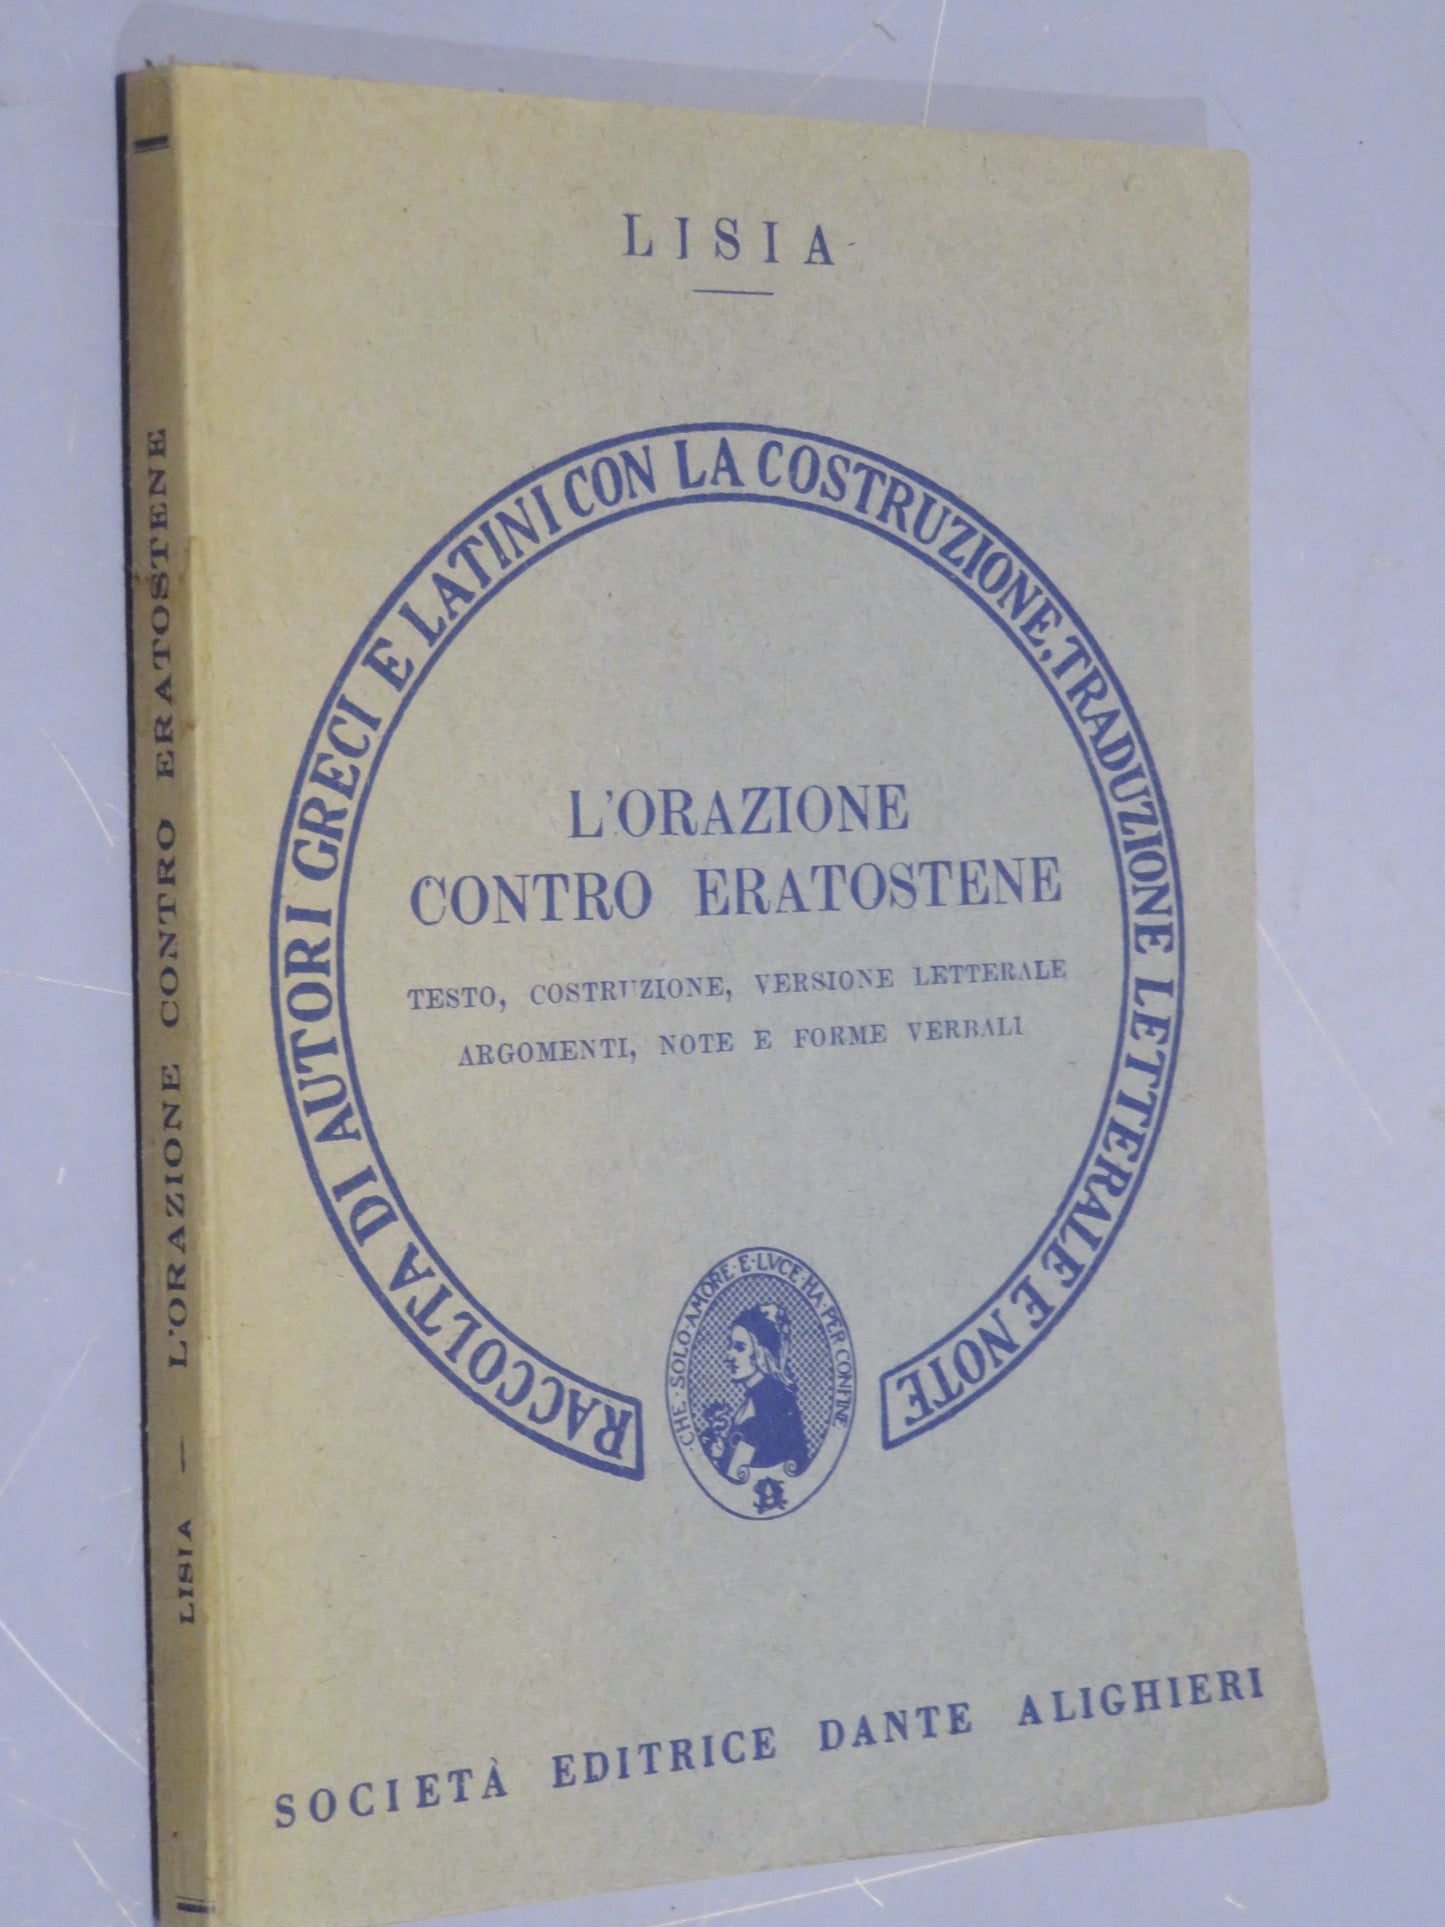 LISIA
RACCOLTA DI AUTORI GRECI E LATINI CON LA COSTRUZIONE, TRADUZIONE LETTERALE E NOTE
L'ORAZIONE
CONTRO ERATOSTENE
TESTO, COSTRUZIONE, VERSIONE LETTERALE
ARGOMENTI, NOTE E FORME VERBALI
CHE·SOLO·AMORE·E·LVCE·HA·PER CONFINE
SOCIETÀ EDITRICE DANTE ALIGHIERI
LISIA — L'ORAZIONE CONTRO ERATOSTENE